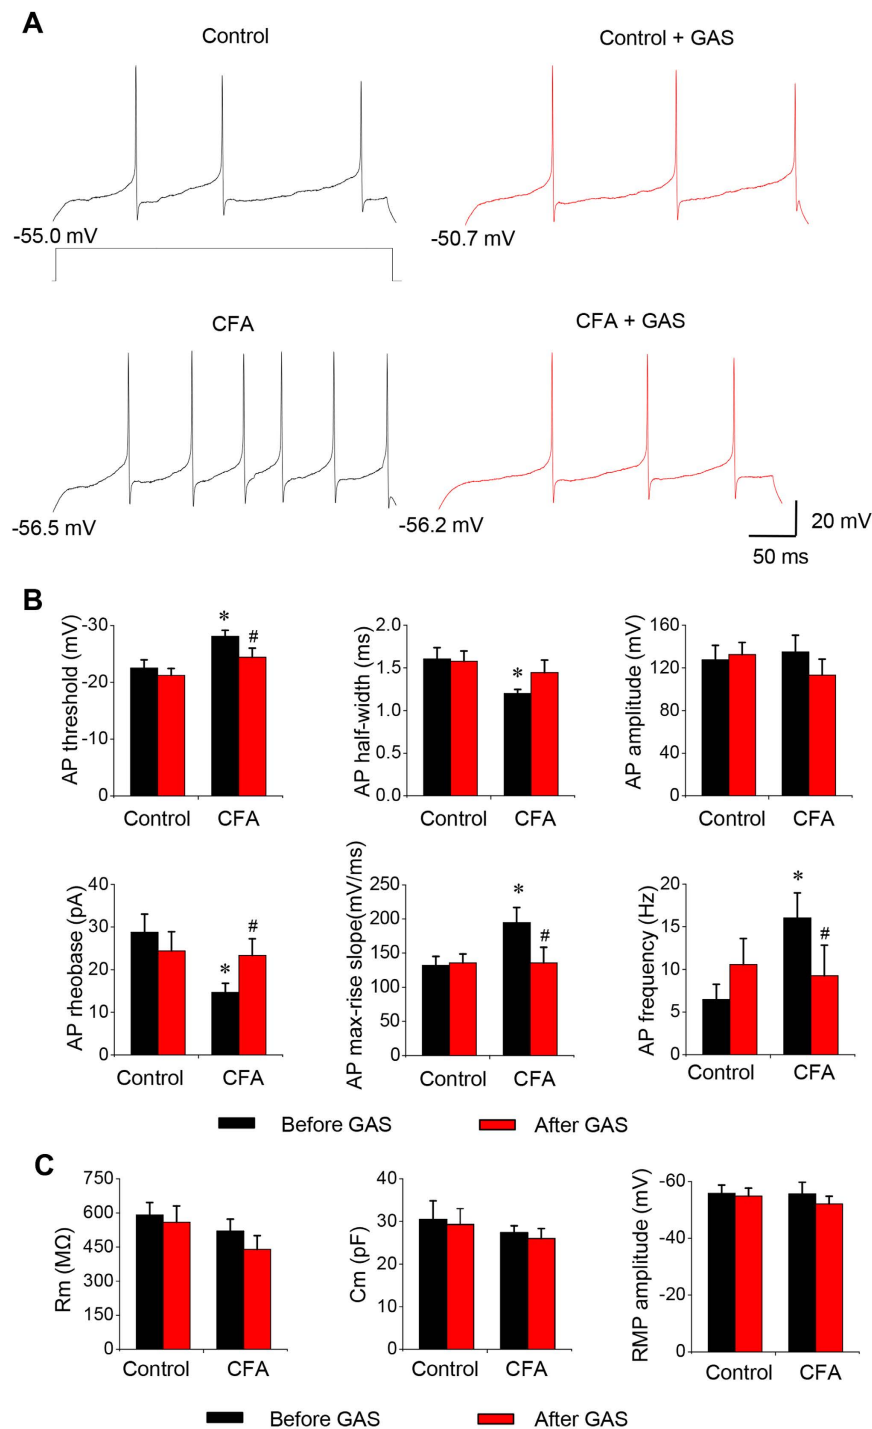 A
Control
Control + GAS
-55.0 mV
-50.7 mV
CFA
CFA + GAS
-56.5 mV
-56.2 mV
20 mV
50 ms
B
AP threshold (mV)
-30
-20
-10
0
*
#
Control
CFA
AP half-width (ms)
2.0
1.5
1.0
0.5
0.0
*
Control
CFA
AP amplitude (mV)
160
120
80
40
0
Control
CFA
AP rheobase (pA)
40
30
20
10
0
*
#
Control
CFA
AP max-rise slope(mV/ms)
250
200
150
100
50
0
*
#
Control
CFA
AP frequency (Hz)
20
15
10
5
0
*
#
Control
CFA
Before GAS
After GAS
C
Rm (MΩ)
750
600
450
300
150
0
Control
CFA
Cm (pF)
40
30
20
10
0
Control
CFA
RMP amplitude (mV)
-60
-40
-20
0
Control
CFA
Before GAS
After GAS